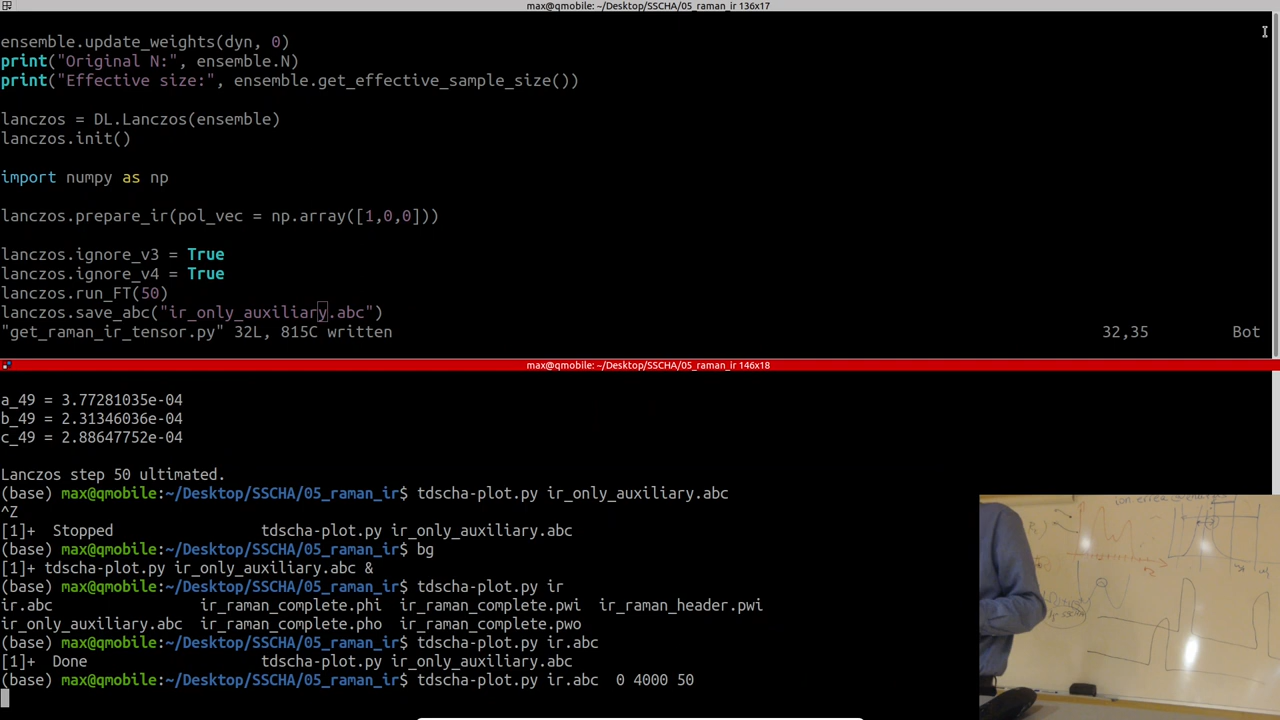 max@qmobile: ~/Desktop/SSCHA/05_raman_ir 136x17
ensemble.update_weights(dyn, 0)
print("Original N:", ensemble.N)
print("Effective size:", ensemble.get_effective_sample_size())
lanczos = DL.Lanczos(ensemble)
lanczos.init()
import numpy as np
lanczos.prepare_ir(pol_vec = np.array([1,0,0]))
lanczos.ignore_v3 = True
lanczos.ignore_v4 = True
lanczos.run_FT(50)
lanczos.save_abc("ir_only_auxiliary.abc")
"get_raman_ir_tensor.py" 32L, 815C written 32,35 Bot
max@qmobile: ~/Desktop/SSCHA/05_raman_ir 146x18
a_49 = 3.77281035e-04
b_49 = 2.31346036e-04
c_49 = 2.88647752e-04
Lanczos step 50 ultimated.
(base) max@qmobile:~/Desktop/SSCHA/05_raman_ir$ tdscha-plot.py ir_only_auxiliary.abc
^Z
[1]+  Stopped                 tdscha-plot.py ir_only_auxiliary.abc
(base) max@qmobile:~/Desktop/SSCHA/05_raman_ir$ bg
[1]+ tdscha-plot.py ir_only_auxiliary.abc &
(base) max@qmobile:~/Desktop/SSCHA/05_raman_ir$ tdscha-plot.py ir
ir.abc                 ir_raman_complete.phi  ir_raman_complete.pwi  ir_raman_header.pwi
ir_only_auxiliary.abc  ir_raman_complete.pho  ir_raman_complete.pwo
(base) max@qmobile:~/Desktop/SSCHA/05_raman_ir$ tdscha-plot.py ir.abc
[1]+  Done                    tdscha-plot.py ir_only_auxiliary.abc
(base) max@qmobile:~/Desktop/SSCHA/05_raman_ir$ tdscha-plot.py ir.abc  0 4000 50